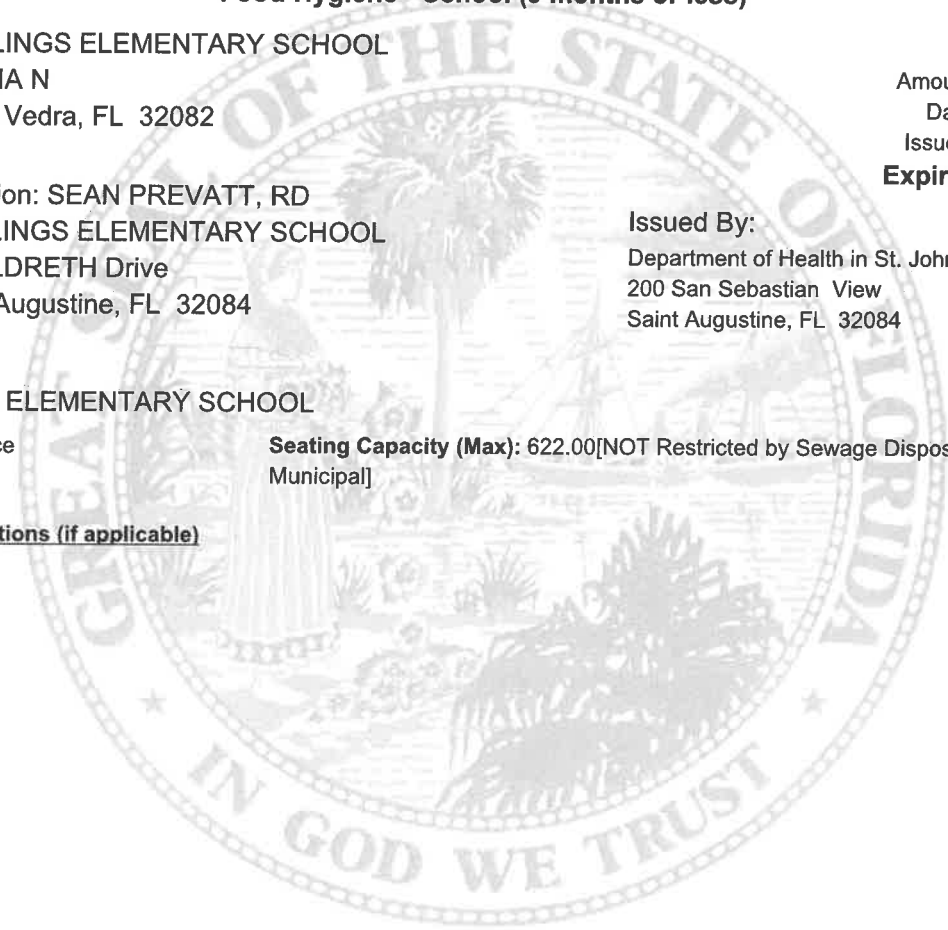 Food Hygiene - School (9 months or less)
LINGS ELEMENTARY SCHOOL
IA N
Vedra, FL 32082
Amou
Da
Issue
Expir
on: SEAN PREVATT, RD
LINGS ELEMENTARY SCHOOL
LDRETH Drive
Augustine, FL 32084
Issued By:
Department of Health in St. John
200 San Sebastian View
Saint Augustine, FL 32084
ELEMENTARY SCHOOL
ce
Seating Capacity (Max): 622.00[NOT Restricted by Sewage Dispos
Municipal]
tions (if applicable)
GREAT SEAL OF THE STATE OF FLORIDA
IN GOD WE TRUST